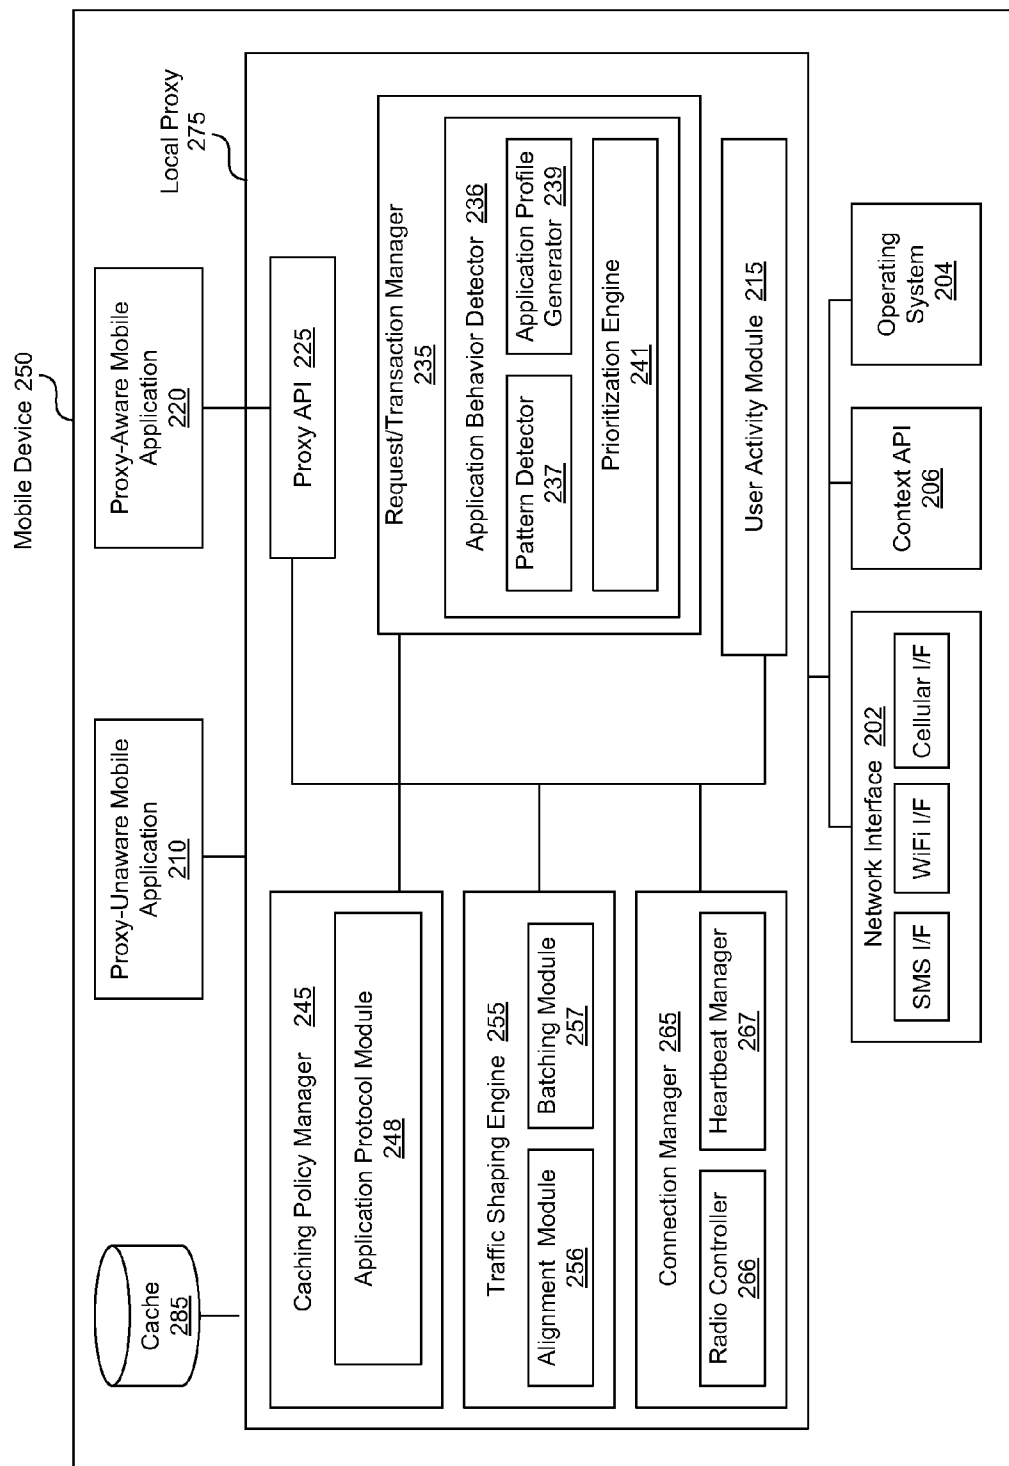 Mobile Device 250
Cache
285
Proxy-Unaware Mobile
Application
210
Proxy-Aware Mobile
Application
220
Local Proxy
275
Caching Policy Manager 245
Application Protocol Module
248
Traffic Shaping Engine 255
Alignment Module
256
Batching Module
257
Connection Manager 265
Radio Controller
266
Heartbeat Manager
267
Proxy API 225
Request/Transaction Manager
235
Application Behavior Detector 236
Pattern Detector
237
Application Profile
Generator 239
Prioritization Engine
241
User Activity Module 215
Network Interface 202
SMS I/F
WiFi I/F
Cellular I/F
Context API
206
Operating
System
204